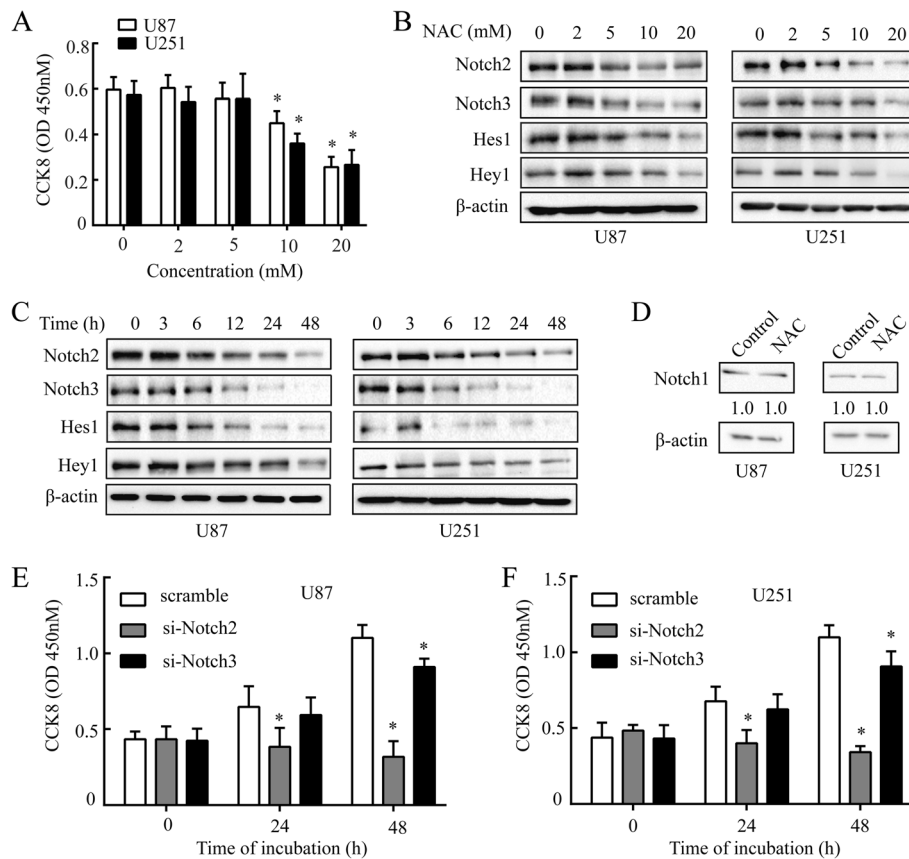 A
U87
U251
CCK8 (OD 450nM)
0.8
0.6
0.4
0.2
0
* * * *
0 2 5 10 20
Concentration (mM)
B
NAC (mM) 0 2 5 10 20 0 2 5 10 20
Notch2
Notch3
Hes1
Hey1
β-actin
U87 U251
C
Time (h) 0 3 6 12 24 48 0 3 6 12 24 48
Notch2
Notch3
Hes1
Hey1
β-actin
U87 U251
D
Control NAC Control NAC
Notch1
1.0 1.0 1.0 1.0
β-actin
U87 U251
E
U87
scramble
si-Notch2
si-Notch3
CCK8 (OD 450nM)
1.5
1.0
0.5
0
* * *
0 24 48
Time of incubation (h)
F
U251
scramble
si-Notch2
si-Notch3
CCK8 (OD 450nM)
1.5
1.0
0.5
0
* * *
0 24 48
Time of incubation (h)